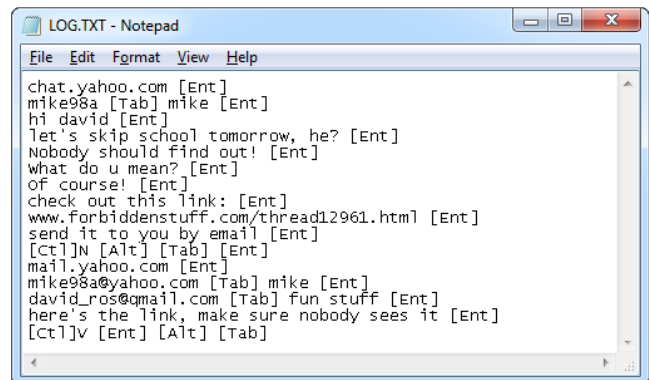 LOG.TXT - Notepad
File Edit Format View Help
chat.yahoo.com [Ent]
mike98a [Tab] mike [Ent]
hi david [Ent]
let's skip school tomorrow, he? [Ent]
Nobody should find out! [Ent]
what do u mean? [Ent]
Of course! [Ent]
check out this link: [Ent]
www.forbiddenstuff.com/thread12961.html [Ent]
send it to you by email [Ent]
[Ctl]N [Alt] [Tab] [Ent]
mail.yahoo.com [Ent]
mike98a@yahoo.com [Tab] mike [Ent]
david_ros@qmail.com [Tab] fun stuff [Ent]
here's the link, make sure nobody sees it [Ent]
[Ctl]V [Ent] [Alt] [Tab]